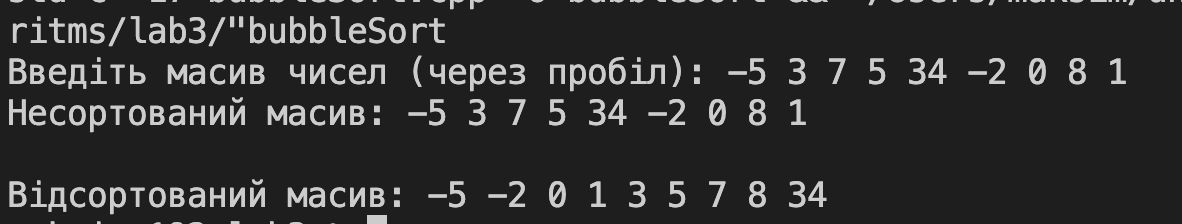 ritms/lab3/"bubbleSort
Введіть масив чисел (через пробіл): -5 3 7 5 34 -2 0 8 1
Несортований масив: -5 3 7 5 34 -2 0 8 1
Відсортований масив: -5 -2 0 1 3 5 7 8 34